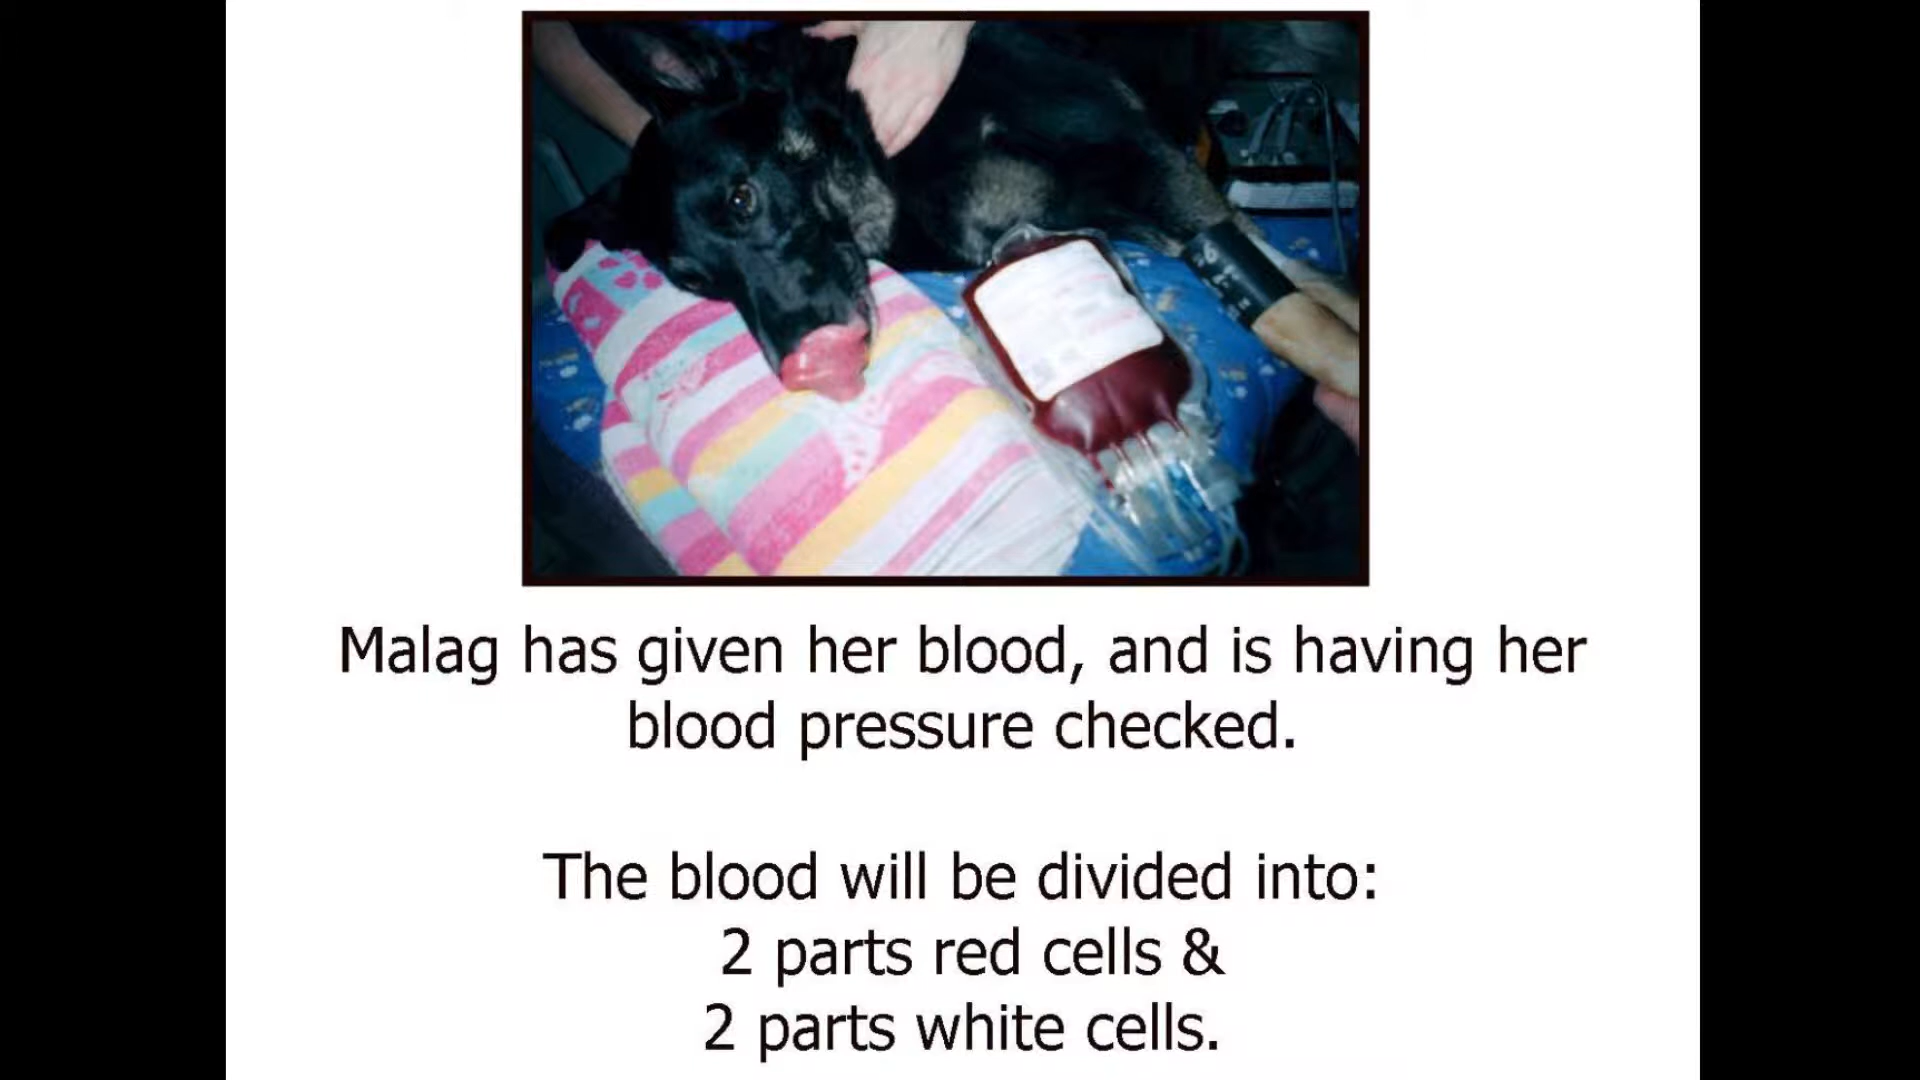 Malag has given her blood, and is having her
blood pressure checked.
The blood will be divided into:
2 parts red cells &
2 parts white cells.